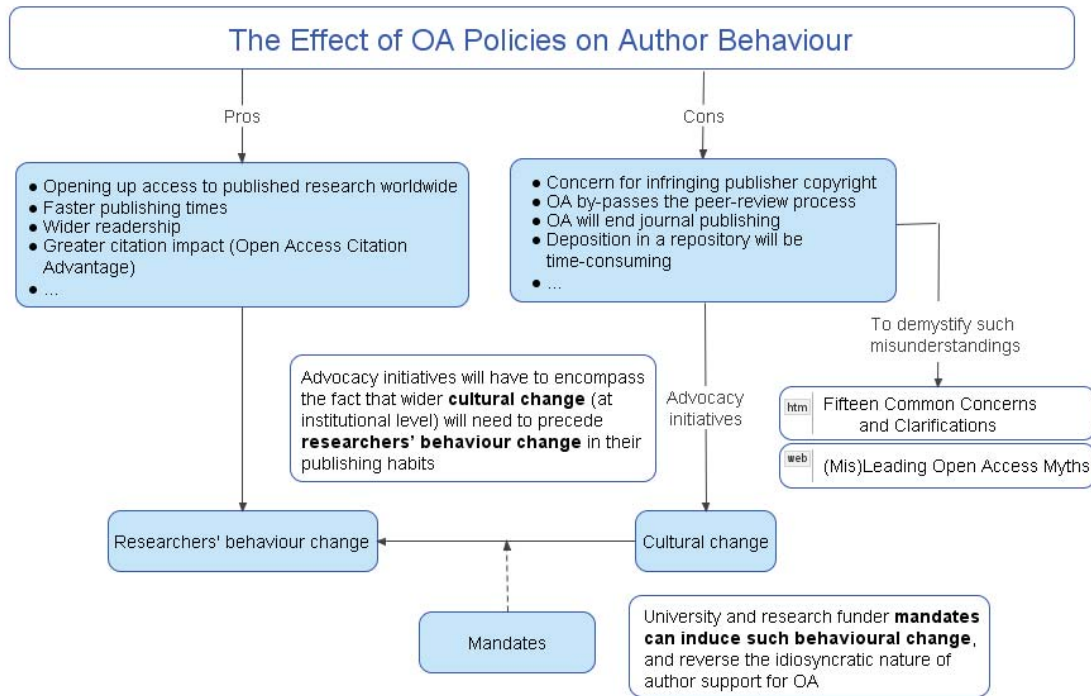 The Effect of OA Policies on Author Behaviour
Pros
Cons
● Opening up access to published research worldwide
● Faster publishing times
● Wider readership
● Greater citation impact (Open Access Citation
Advantage)
● ...
● Concern for infringing publisher copyright
● OA by-passes the peer-review process
● OA will end journal publishing
● Deposition in a repository will be
time-consuming
● ...
To demystify such
misunderstandings
Advocacy initiatives will have to encompass
the fact that wider cultural change (at
institutional level) will need to precede
researchers' behaviour change in their
publishing habits
Advocacy
initiatives
htm
Fifteen Common Concerns
and Clarifications
web
(Mis)Leading Open Access Myths
Researchers' behaviour change
Cultural change
Mandates
University and research funder mandates
can induce such behavioural change,
and reverse the idiosyncratic nature of
author support for OA